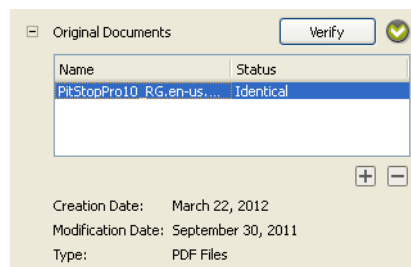 Original Documents Verify
Name Status
PitStopPro10_RG.en-us.... Identical
Creation Date: March 22, 2012
Modification Date: September 30, 2011
Type: PDF Files